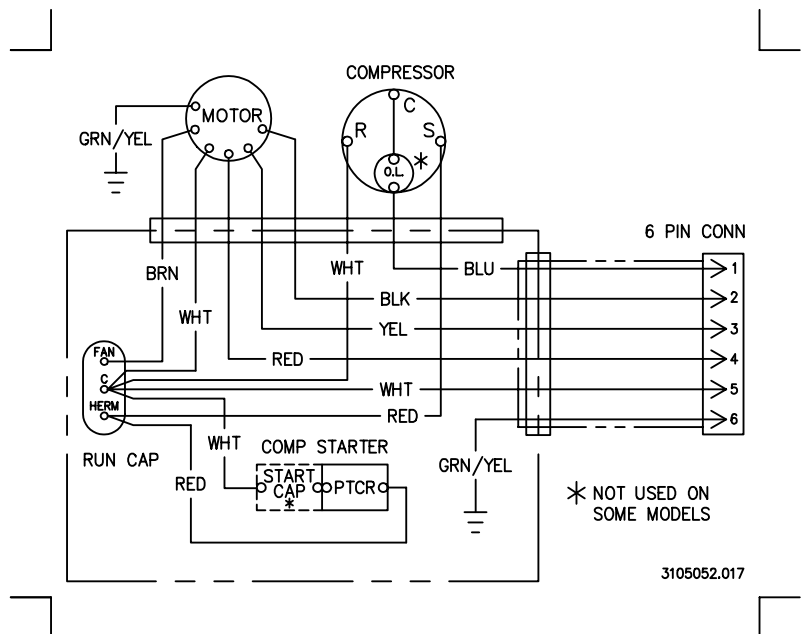 COMPRESSOR
MOTOR
C
R
S
GRN/YEL
O.L. *
6 PIN CONN
BRN
WHT
BLU
1
BLK
2
WHT
YEL
3
FAN
RED
4
C
WHT
5
HERM
RED
6
RUN CAP
WHT
COMP STARTER
GRN/YEL
RED
START
CAP
*
PTCR
* NOT USED ON
SOME MODELS
3105052.017